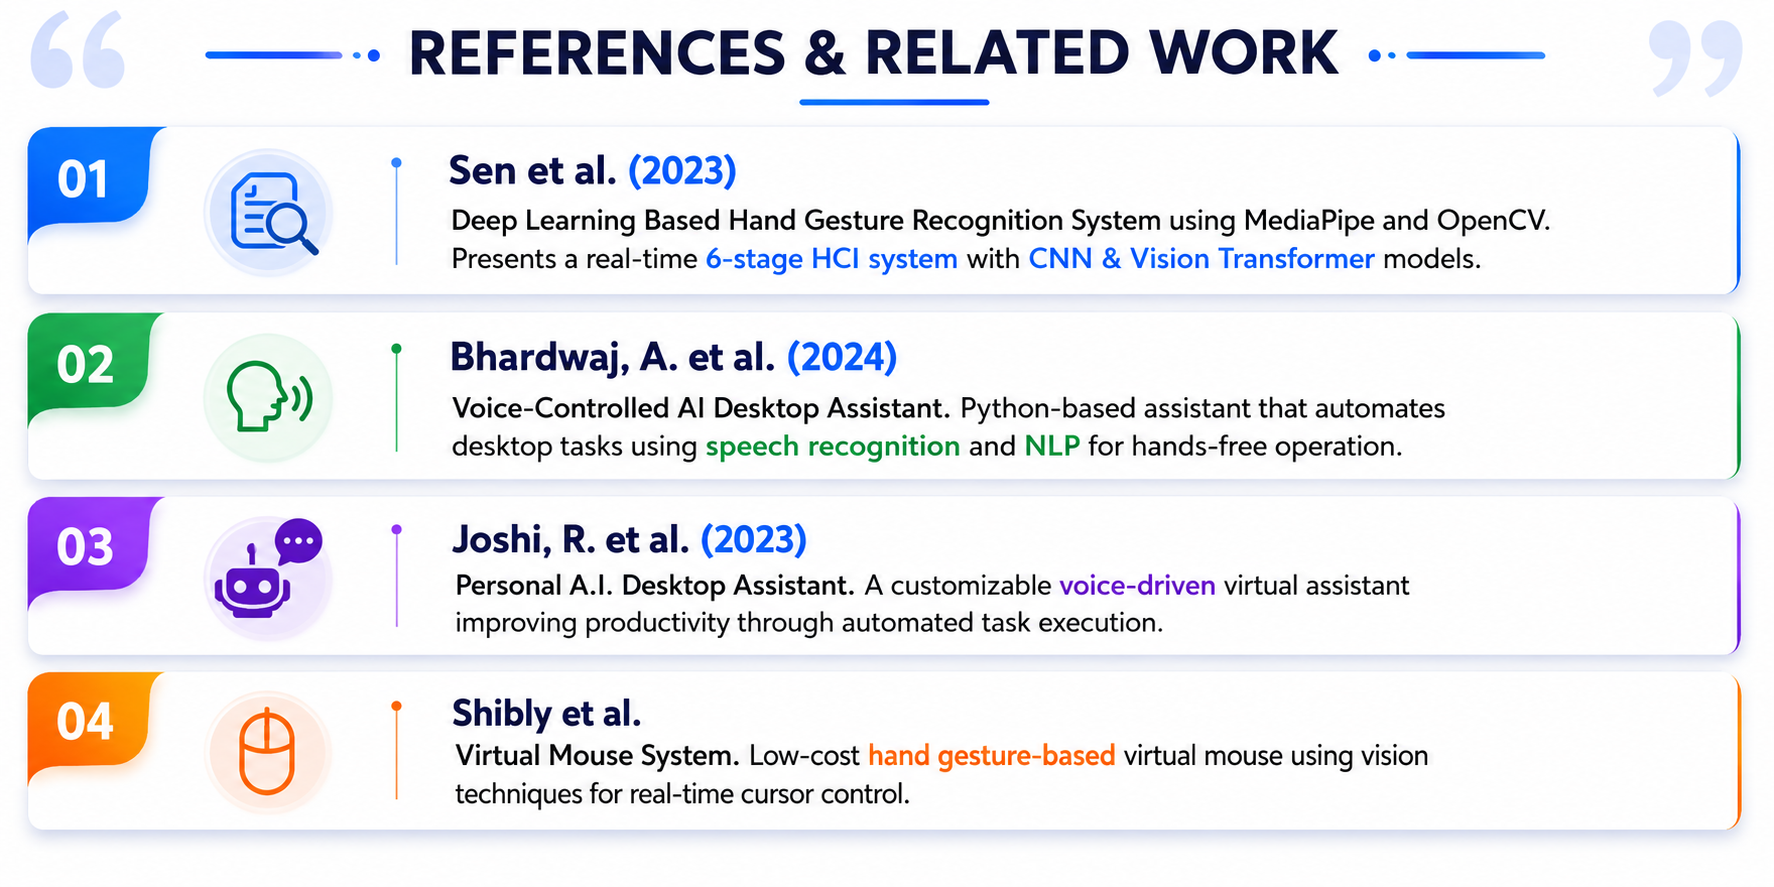 REFERENCES & RELATED WORK
01
Sen et al. (2023)
Deep Learning Based Hand Gesture Recognition System using MediaPipe and OpenCV.
Presents a real-time 6-stage HCI system with CNN & Vision Transformer models.
02
Bhardwaj, A. et al. (2024)
Voice-Controlled AI Desktop Assistant. Python-based assistant that automates
desktop tasks using speech recognition and NLP for hands-free operation.
03
Joshi, R. et al. (2023)
Personal A.I. Desktop Assistant. A customizable voice-driven virtual assistant
improving productivity through automated task execution.
04
Shibly et al.
Virtual Mouse System. Low-cost hand gesture-based virtual mouse using vision
techniques for real-time cursor control.